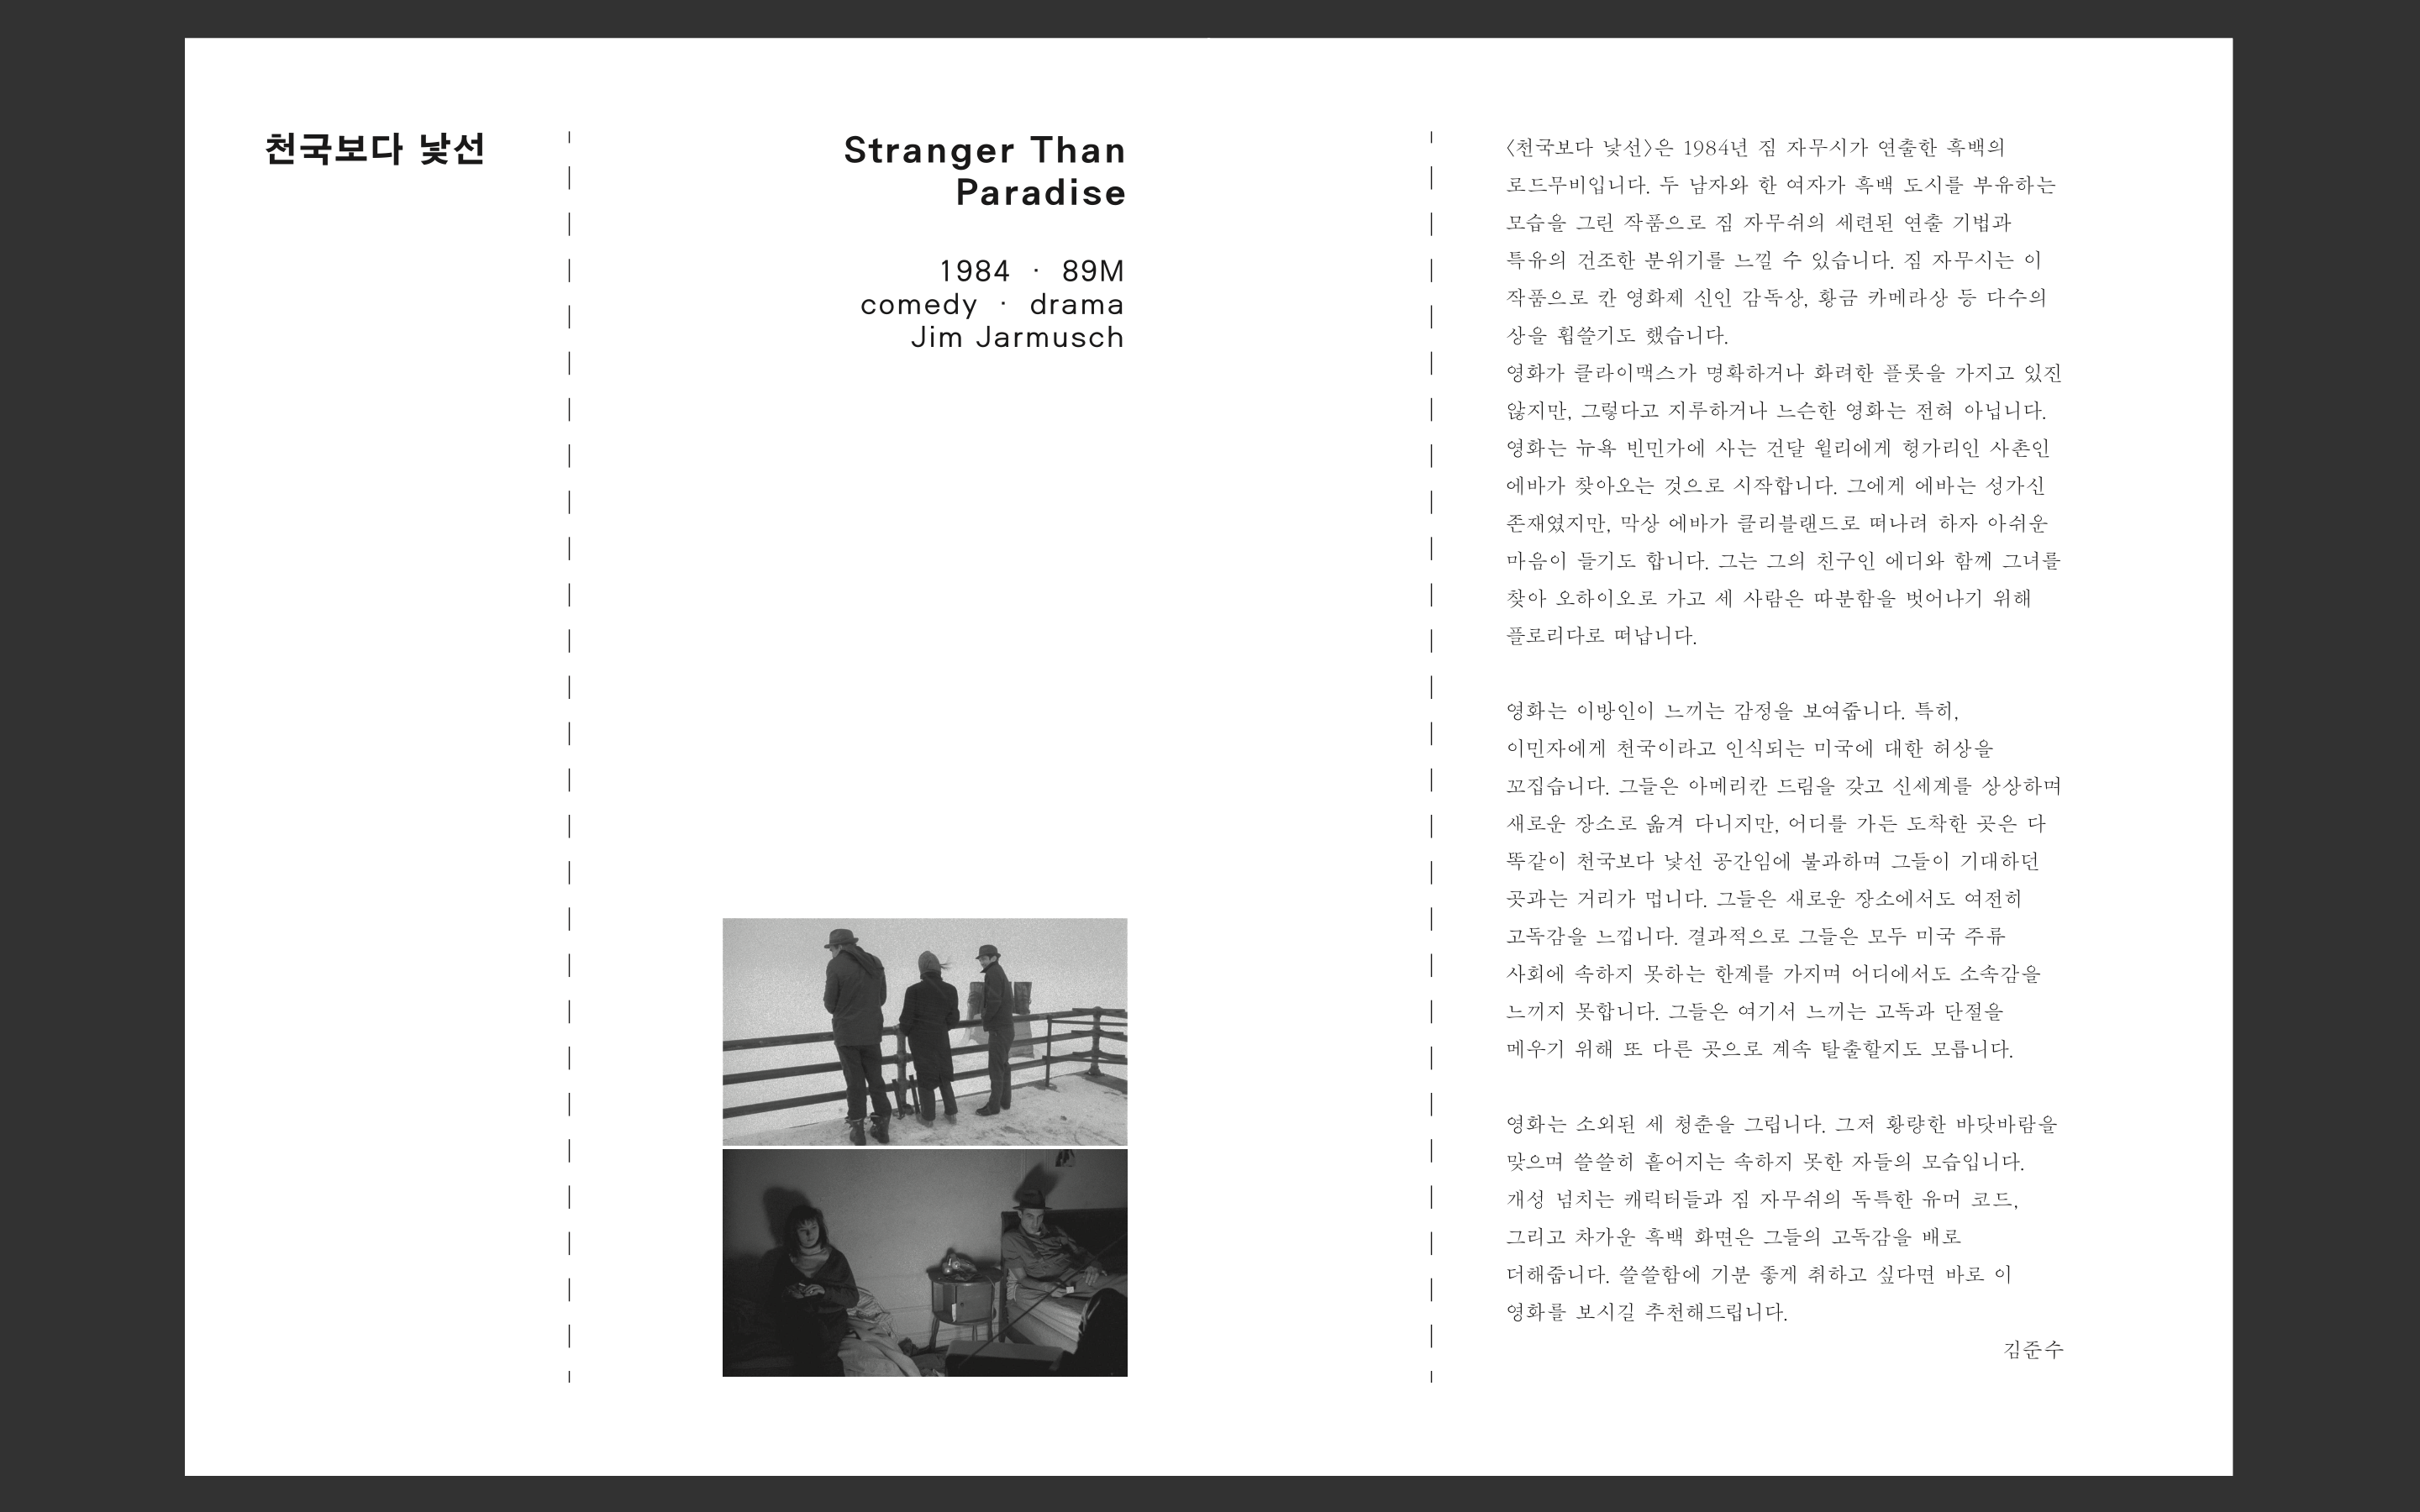 천국보다 낯선
Stranger Than
Paradise
1984 · 89M
comedy · drama
Jim Jarmusch
〈천국보다 낯선〉은 1984년 짐 자무시가 연출한 흑백의
로드무비입니다. 두 남자와 한 여자가 흑백 도시를 부유하는
모습을 그린 작품으로 짐 자무쉬의 세련된 연출 기법과
특유의 건조한 분위기를 느낄 수 있습니다. 짐 자무시는 이
작품으로 칸 영화제 신인 감독상, 황금 카메라상 등 다수의
상을 휩쓸기도 했습니다.
영화가 클라이맥스가 명확하거나 화려한 플롯을 가지고 있진
않지만, 그렇다고 지루하거나 느슨한 영화는 전혀 아닙니다.
영화는 뉴욕 빈민가에 사는 건달 윌리에게 헝가리인 사촌인
에바가 찾아오는 것으로 시작합니다. 그에게 에바는 성가신
존재였지만, 막상 에바가 클리블랜드로 떠나려 하자 아쉬운
마음이 들기도 합니다. 그는 그의 친구인 에디와 함께 그녀를
찾아 오하이오로 가고 세 사람은 따분함을 벗어나기 위해
플로리다로 떠납니다.
영화는 이방인이 느끼는 감정을 보여줍니다. 특히,
이민자에게 천국이라고 인식되는 미국에 대한 허상을
꼬집습니다. 그들은 아메리칸 드림을 갖고 신세계를 상상하며
새로운 장소로 옮겨 다니지만, 어디를 가든 도착한 곳은 다
똑같이 천국보다 낯선 공간임에 불과하며 그들이 기대하던
곳과는 거리가 멉니다. 그들은 새로운 장소에서도 여전히
고독감을 느낍니다. 결과적으로 그들은 모두 미국 주류
사회에 속하지 못하는 한계를 가지며 어디에서도 소속감을
느끼지 못합니다. 그들은 여기서 느끼는 고독과 단절을
메우기 위해 또 다른 곳으로 계속 탈출할지도 모릅니다.
영화는 소외된 세 청춘을 그립니다. 그저 황량한 바닷바람을
맞으며 쓸쓸히 흩어지는 속하지 못한 자들의 모습입니다.
개성 넘치는 캐릭터들과 짐 자무쉬의 독특한 유머 코드,
그리고 차가운 흑백 화면은 그들의 고독감을 배로
더해줍니다. 쓸쓸함에 기분 좋게 취하고 싶다면 바로 이
영화를 보시길 추천해드립니다.
김준수